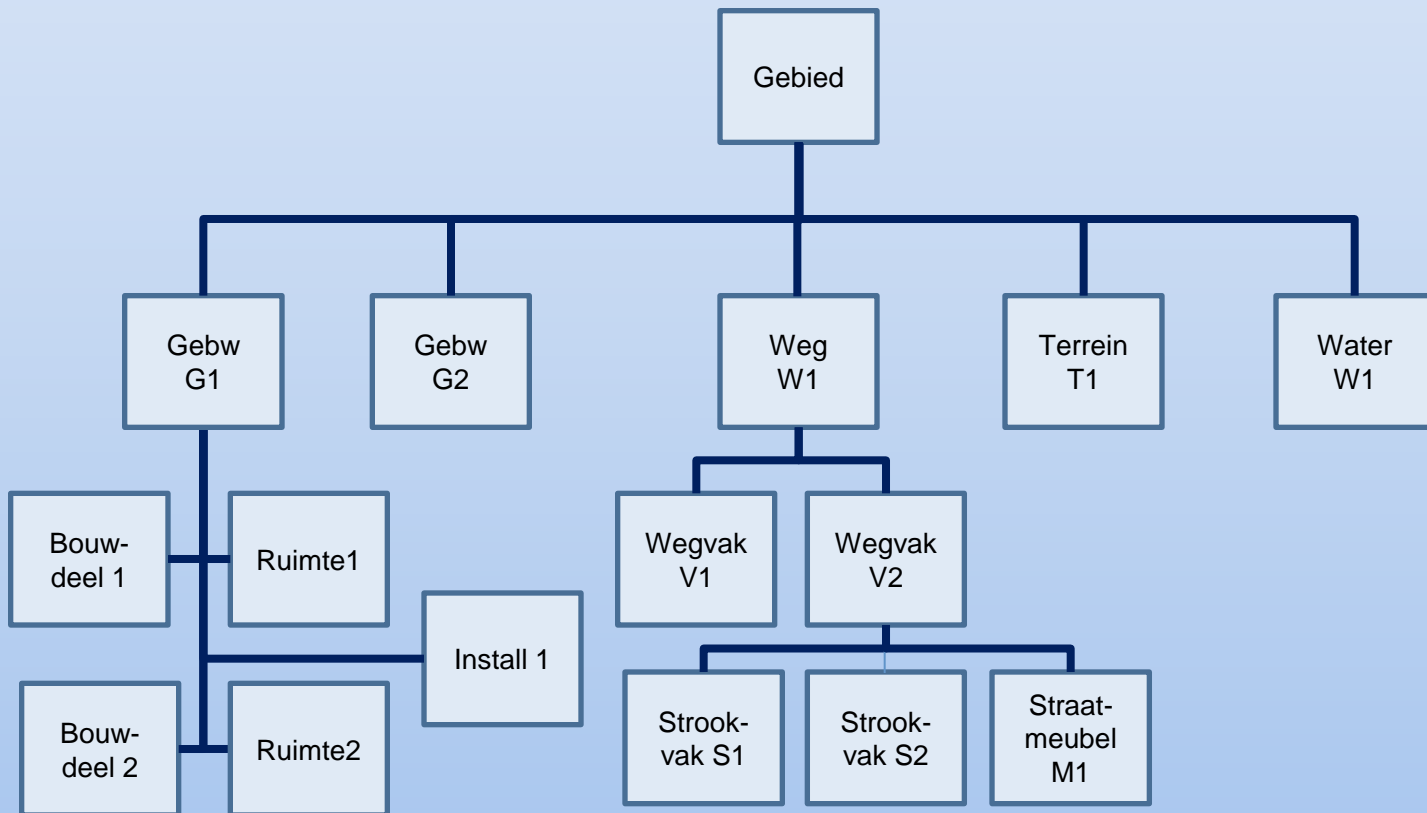 Gebied
Gebw
G1
Gebw
G2
Weg
W1
Terrein
T1
Water
W1
Bouw-
deel 1
Ruimte1
Wegvak
V1
Wegvak
V2
Install 1
Bouw-
deel 2
Ruimte2
Strook-
vak S1
Strook-
vak S2
Straat-
meubel
M1